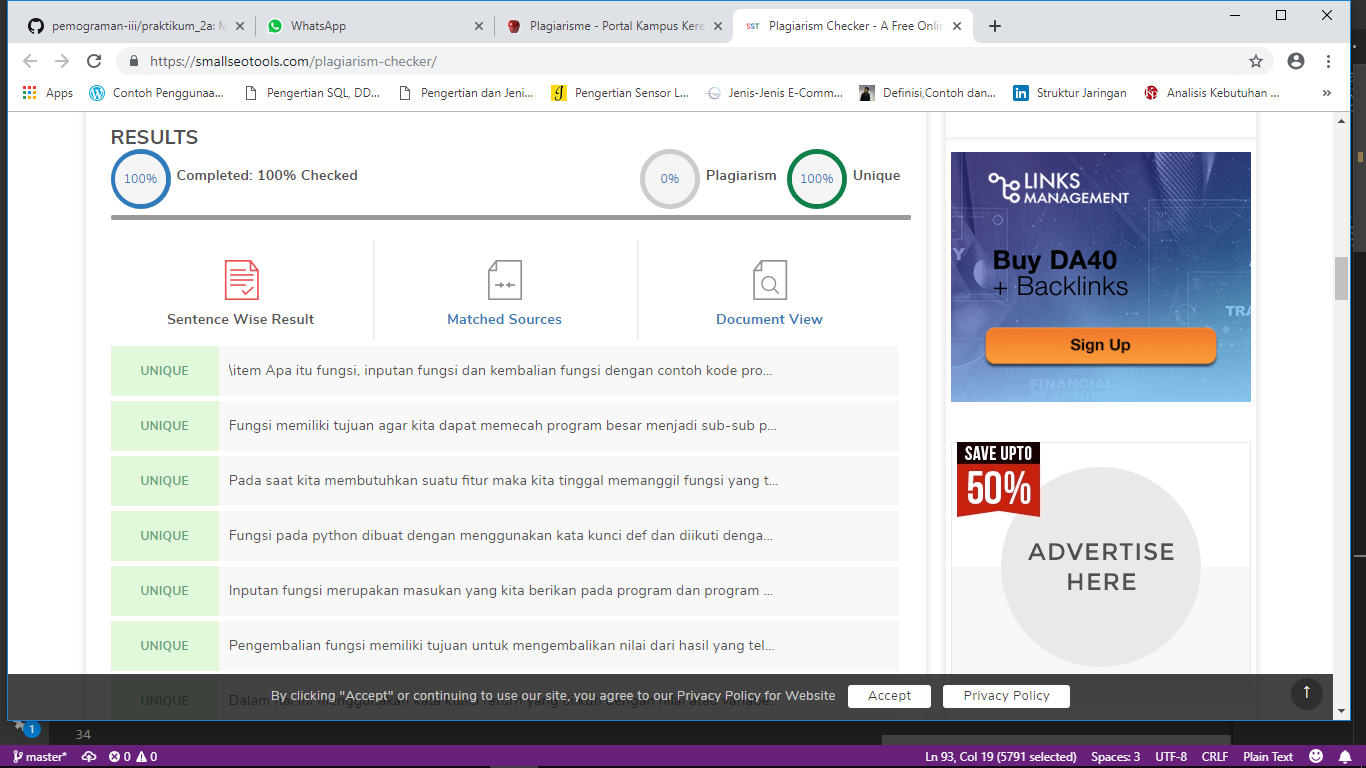 pemograman-iii/praktikum_2a: M
WhatsApp
Plagiarisme - Portal Kampus Kere
SST Plagiarism Checker - A Free Onlin
https://smallseotools.com/plagiarism-checker/
Apps
Contoh Penggunaa...
Pengertian SQL, DD...
Pengertian dan Jeni...
Pengertian Sensor L...
Jenis-Jenis E-Comm...
Definisi,Contoh dan...
Struktur Jaringan
Analisis Kebutuhan ...
»
RESULTS
100% Completed: 100% Checked
0% Plagiarism
100% Unique
Sentence Wise Result
Matched Sources
Document View
UNIQUE \item Apa itu fungsi, inputan fungsi dan kembalian fungsi dengan contoh kode pro...
UNIQUE Fungsi memiliki tujuan agar kita dapat memecah program besar menjadi sub-sub p...
UNIQUE Pada saat kita membutuhkan suatu fitur maka kita tinggal memanggil fungsi yang t...
UNIQUE Fungsi pada python dibuat dengan menggunakan kata kunci def dan diikuti denga...
UNIQUE Inputan fungsi merupakan masukan yang kita berikan pada program dan program ...
UNIQUE Pengembalian fungsi memiliki tujuan untuk mengembalikan nilai dari hasil yang tel...
UNIQUE Dalam hal ini menggunakan kata kunci return yang diikuti dengan nilai atau variabe...
LINKS
MANAGEMENT
Buy DA40
+ Backlinks
Sign Up
FINANCIAL
PLANNING
SAVE UPTO
50%
ADVERTISE
HERE
By clicking "Accept" or continuing to use our site, you agree to our Privacy Policy for Website
Accept
Privacy Policy
1
34
master*
0
0
Ln 93, Col 19 (5791 selected)
Spaces: 3
UTF-8
CRLF
Plain Text